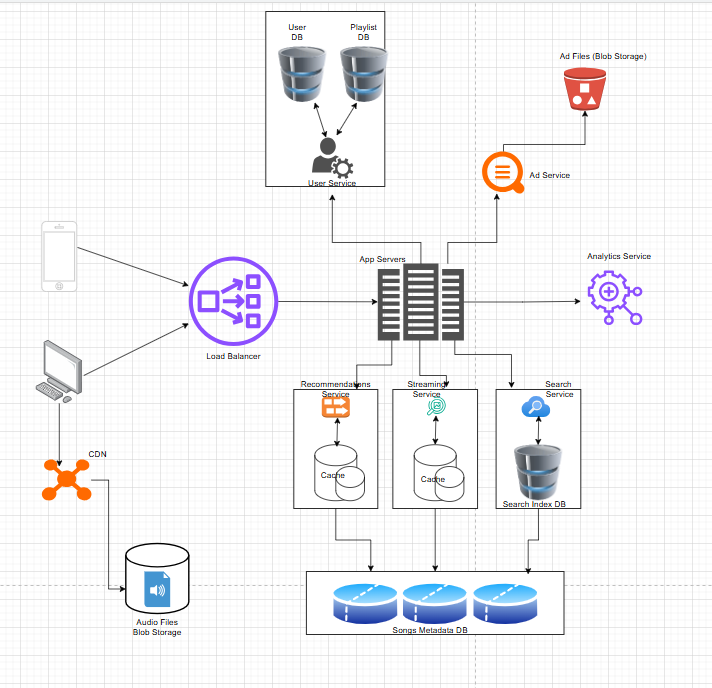 User
DB
Playlist
DB
Ad Files (Blob Storage)
User Service
Ad Service
App Servers
Analytics Service
Load Balancer
Recommendations
Service
Streaming
Service
Search
Service
CDN
Cache
Cache
Search Index DB
Audio Files
Blob Storage
Songs Metadata DB